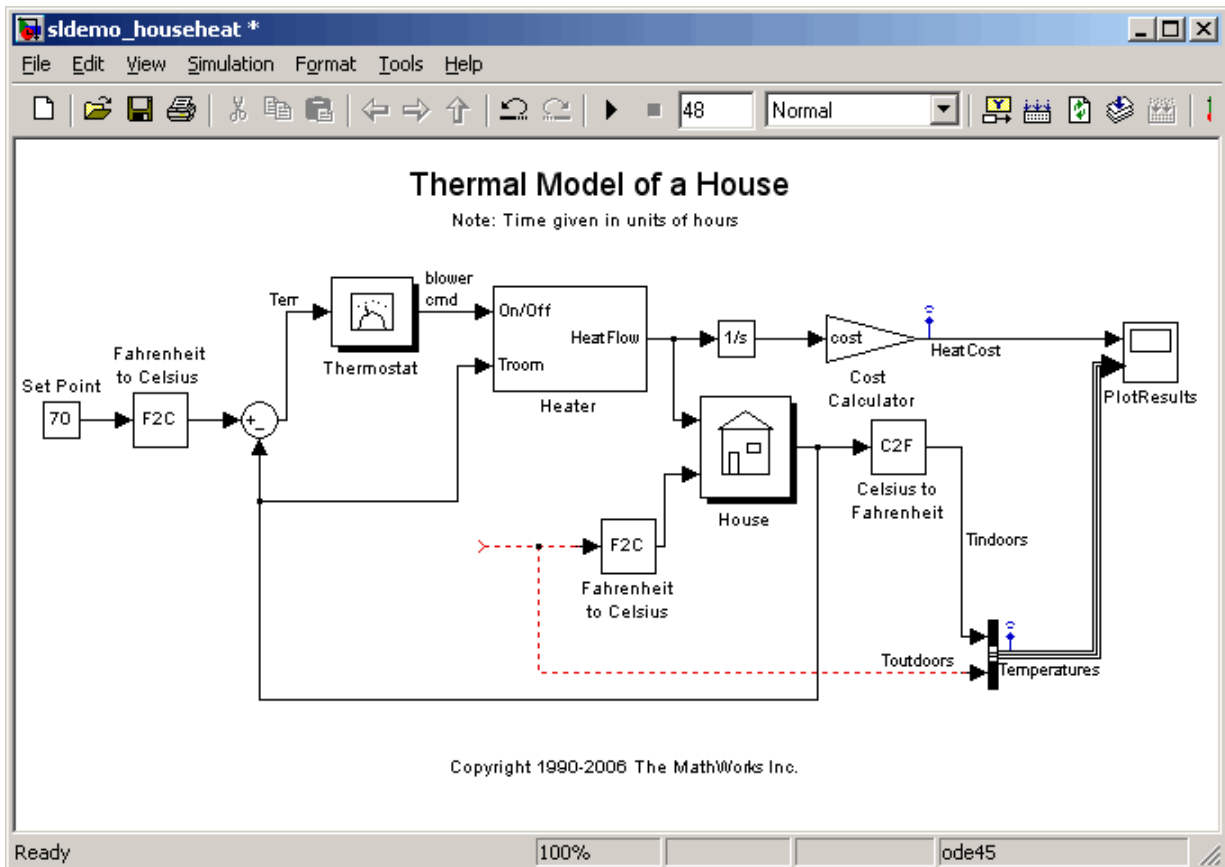 sldemo_househeat *
File Edit View Simulation Format Tools Help
48 Normal
Thermal Model of a House
Note: Time given in units of hours
Set Point
70
Fahrenheit
to Celsius
F2C
+_
Terr
Thermostat
blower
cmd
On/Off
HeatFlow
Troom
Heater
1/s
cost
Cost
Calculator
HeatCost
PlotResults
House
C2F
Celsius to
Fahrenheit
F2C
Fahrenheit
to Celsius
Tindoors
Toutdoors
Temperatures
Copyright 1990-2006 The MathWorks Inc.
Ready 100% ode45